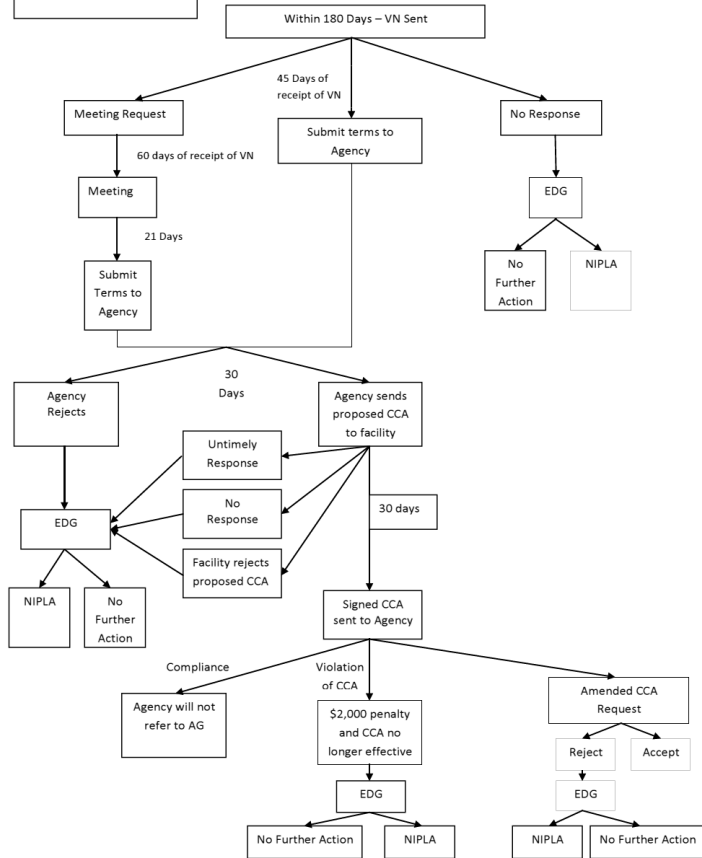 Within 180 Days – VN Sent
45 Days of
receipt of VN
Meeting Request
No Response
Submit terms to
Agency
60 days of receipt of VN
Meeting
EDG
21 Days
Submit
Terms to
Agency
No
Further
Action
NIPLA
30
Days
Agency
Rejects
Agency sends
proposed CCA
to facility
Untimely
Response
No
Response
30 days
EDG
Facility rejects
proposed CCA
NIPLA
No
Further
Action
Signed CCA
sent to Agency
Compliance
Violation
of CCA
Amended CCA
Request
Agency will not
refer to AG
$2,000 penalty
and CCA no
longer effective
Reject
Accept
EDG
EDG
No Further Action
NIPLA
NIPLA
No Further Action